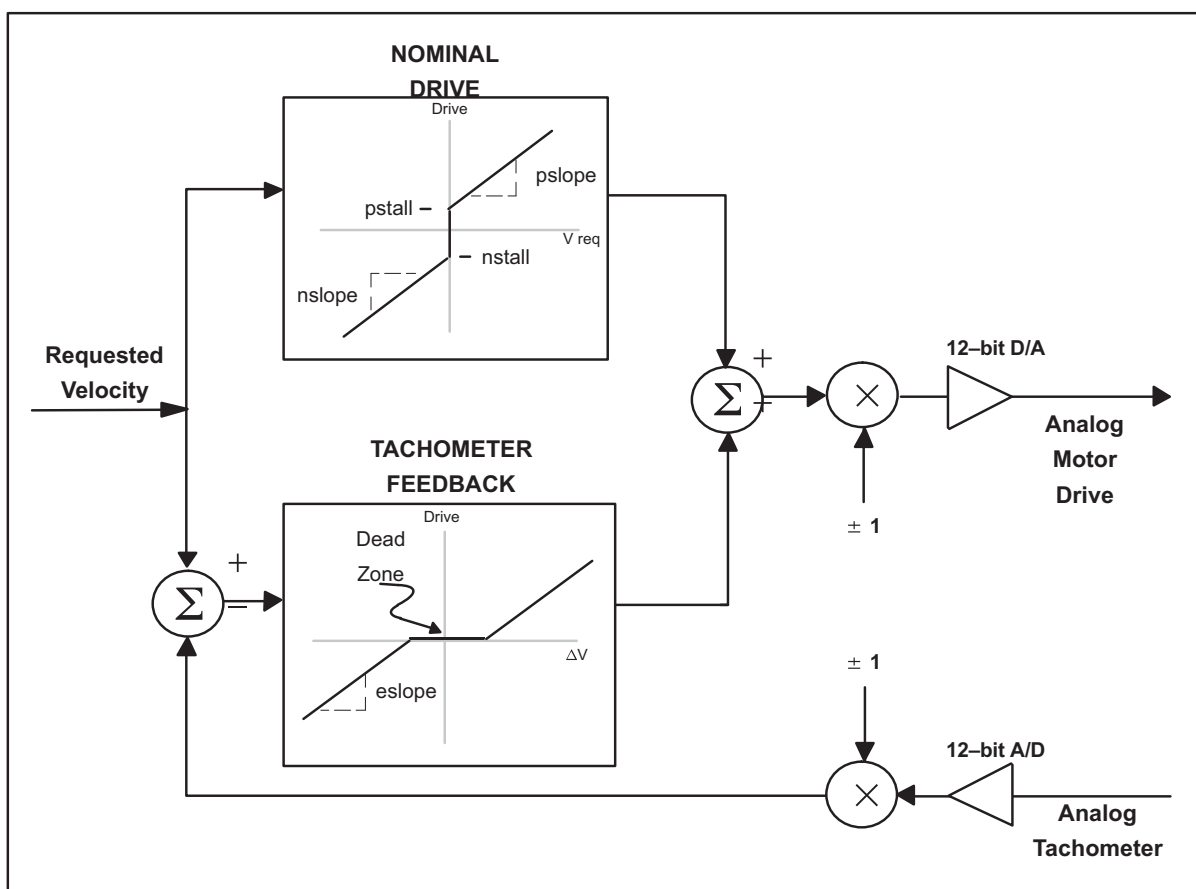 NOMINAL
DRIVE
Drive
pslope
pstall –
V req
– nstall
nslope
Requested
Velocity
+
Σ
+
×
12–bit D/A
Analog
Motor
Drive
± 1
TACHOMETER
FEEDBACK
Drive
Dead
Zone
ΔV
eslope
+
Σ
–
± 1
×
12–bit A/D
Analog
Tachometer